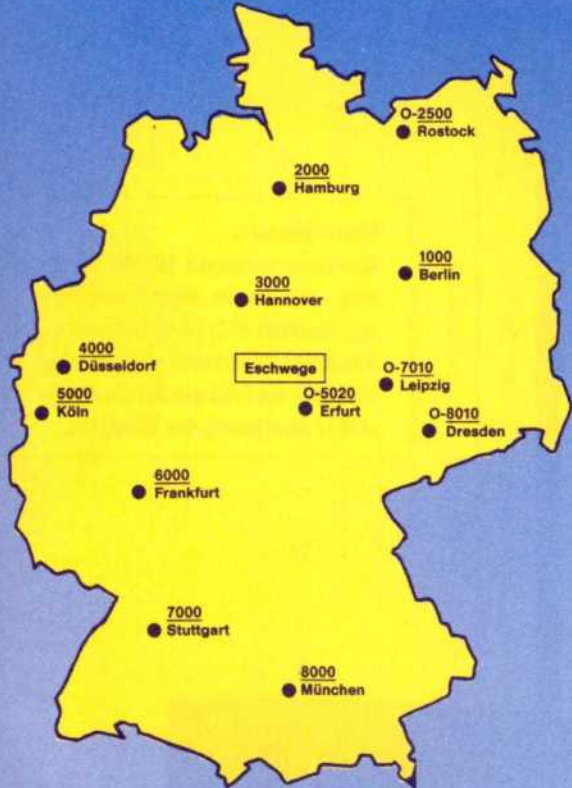 O-2500
Rostock
2000
Hamburg
1000
Berlin
3000
Hannover
4000
Düsseldorf
Eschwege
O-7010
Leipzig
5000
Köln
O-5020
Erfurt
O-8010
Dresden
6000
Frankfurt
7000
Stuttgart
8000
München